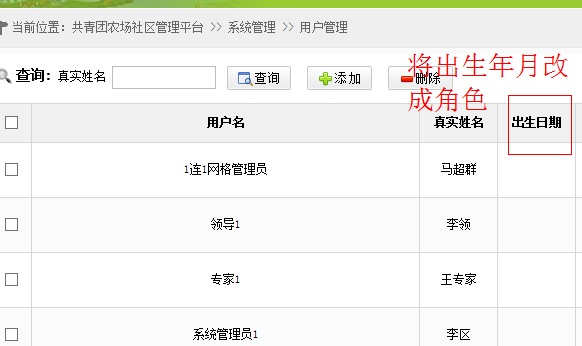 当前位置：共青团农场社区管理平台 >> 系统管理 >> 用户管理
将出生年月改
成角色
查询：真实姓名 查询 添加 删除
用户名 真实姓名 出生日期
1连1网格管理员 马超群
领导1 李领
专家1 王专家
系统管理员1 李区